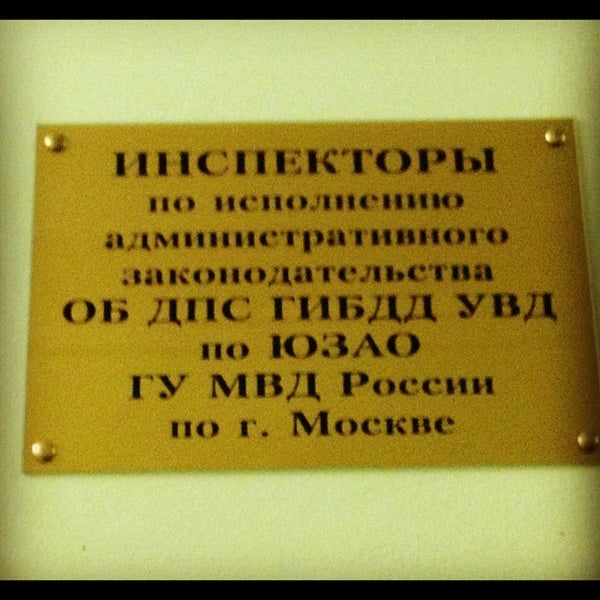 ИНСПЕКТОРЫ
по исполнению
административного
законодательства
ОБ ДПС ГИБДД УВД
по ЮЗАО
ГУ МВД России
по г. Москве